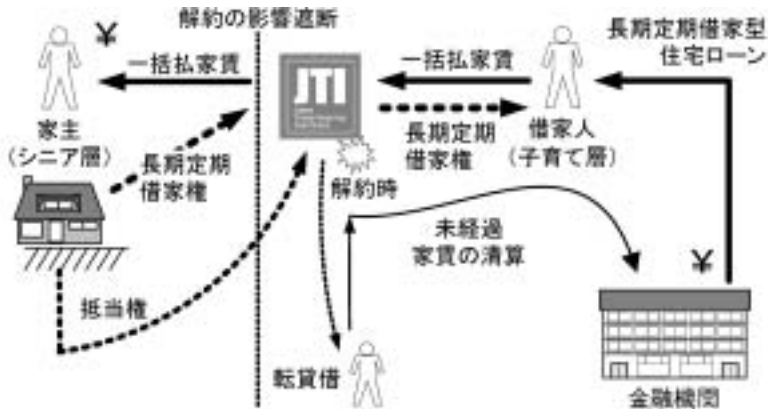 解約の影響遮断
¥
一括払家賃
JTI
一括払家賃
長期定期借家型
住宅ローン
家主
(シニア層)
長期定期
借家権
長期定期
借家権
借家人
(子育て層)
解約時
未経過
家賃の清算
¥
抵当権
転貸借
金融機関